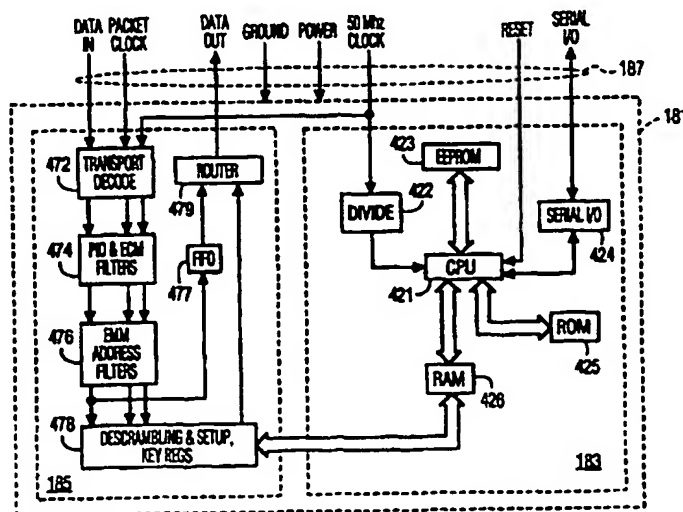 DATA IN
PACKET CLOCK
DATA OUT
GROUND
POWER
50 Mhz CLOCK
RESET
SERIAL I/O
187
181
472
TRANSPORT DECODE
ROUTER
479
423
EEPROM
DIVIDE
422
SERIAL I/O
424
474
PID & ECM FILTERS
FIFO
477
CPU
421
476
EMM ADDRESS FILTERS
ROM
425
RAM
426
478
DESCRAMBLING & SETUP, KEY REGS
185
183